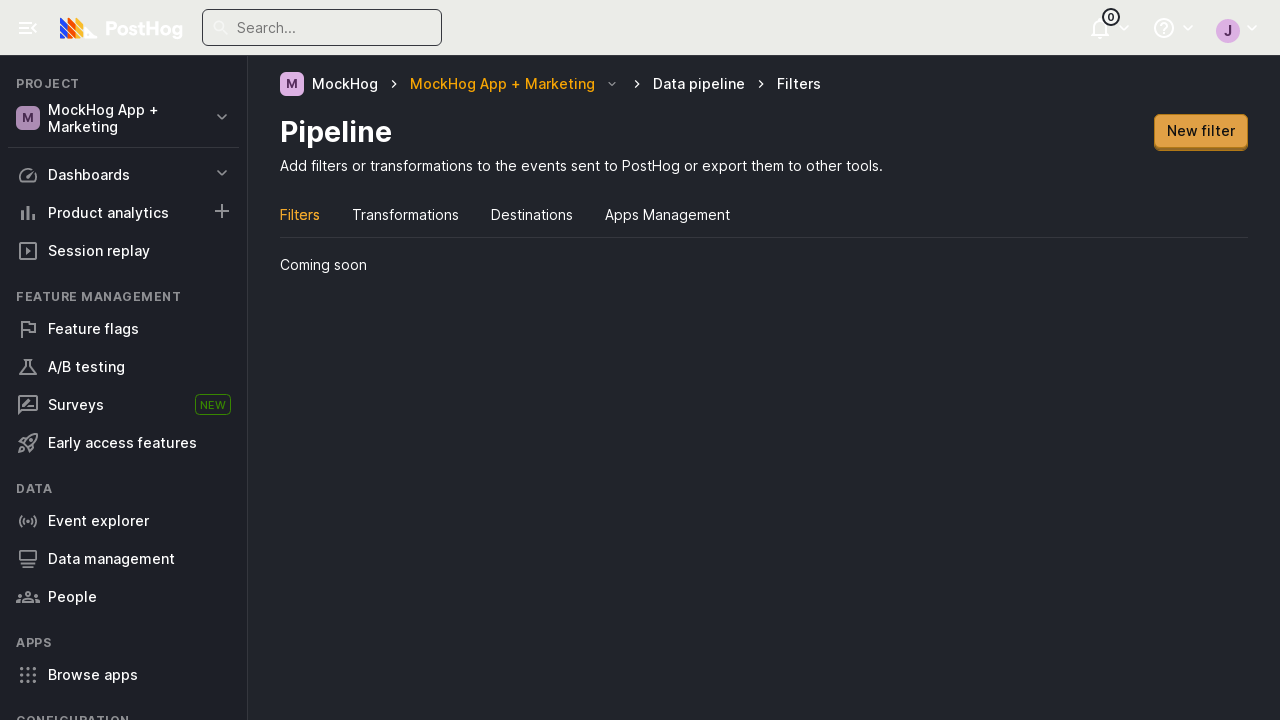 PostHog
Search...
0
J
PROJECT
M
MockHog App + Marketing
Dashboards
Product analytics
Session replay
FEATURE MANAGEMENT
Feature flags
A/B testing
Surveys
NEW
Early access features
DATA
Event explorer
Data management
People
APPS
Browse apps
CONFIGURATION
M MockHog > MockHog App + Marketing > Data pipeline > Filters
Pipeline
New filter
Add filters or transformations to the events sent to PostHog or export them to other tools.
Filters Transformations Destinations Apps Management
Coming soon